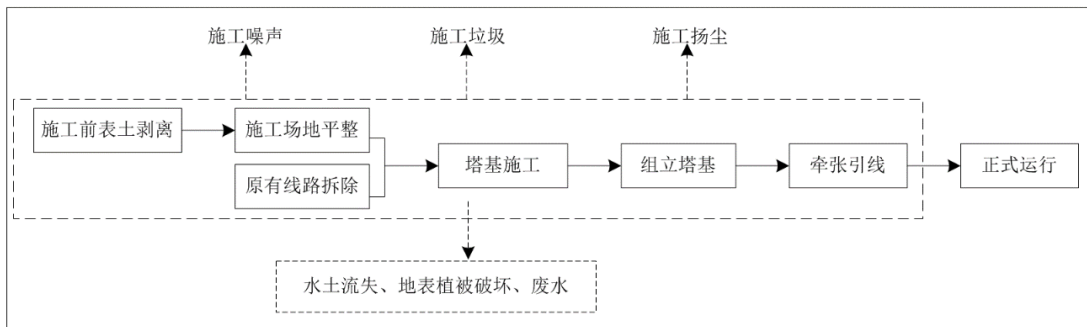 施工噪声
施工垃圾
施工扬尘
施工前表土剥离
施工场地平整
原有线路拆除
塔基施工
组立塔基
牵张引线
正式运行
水土流失、地表植被破坏、废水